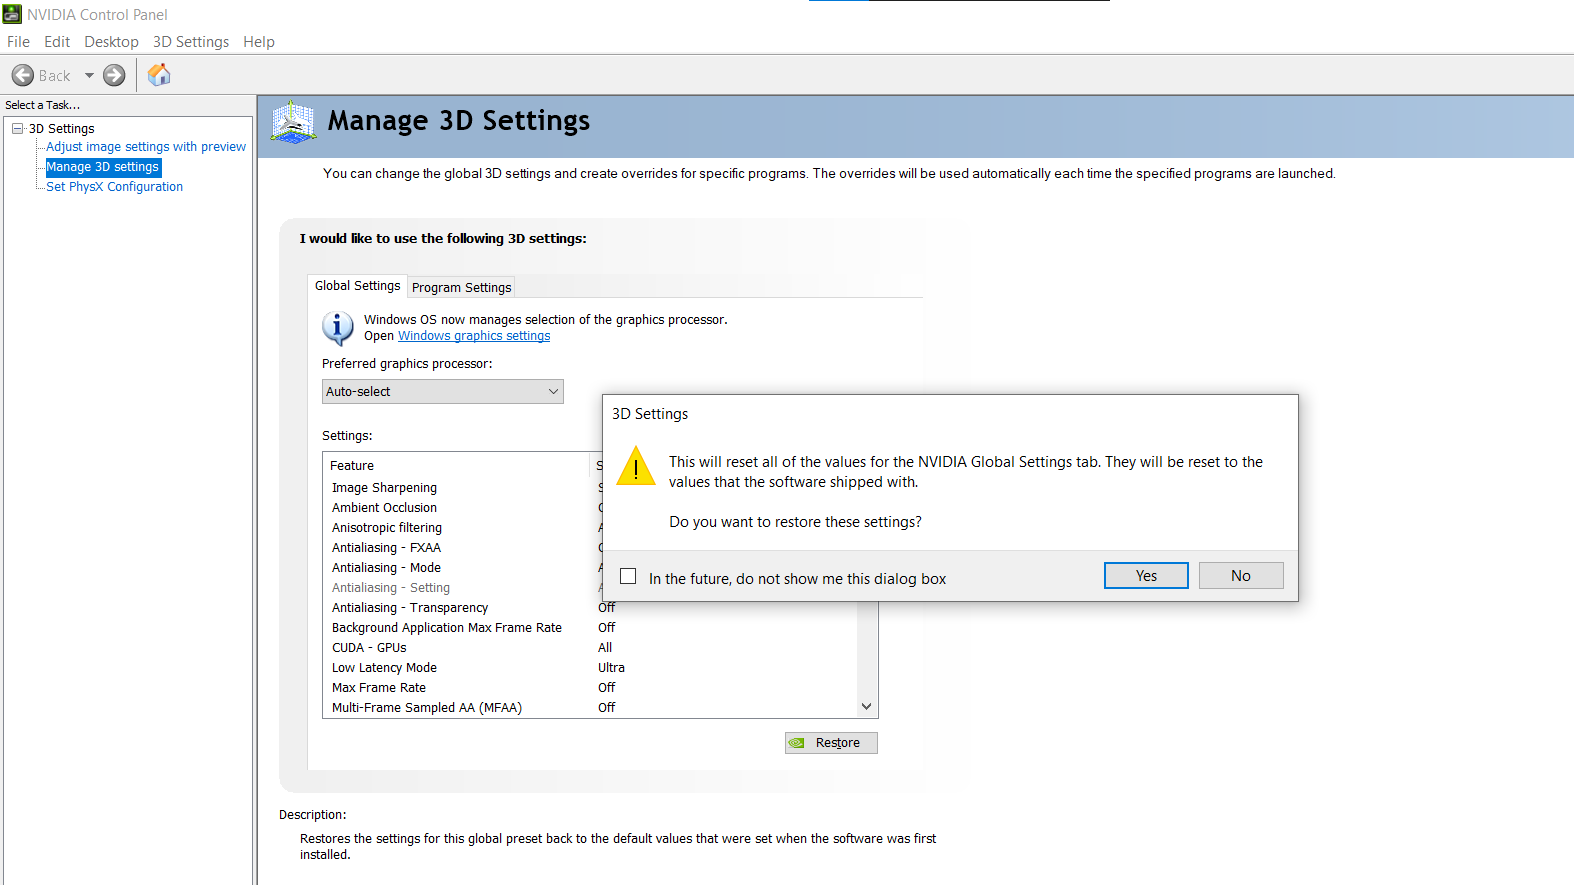 NVIDIA Control Panel
File Edit Desktop 3D Settings Help
Back
Select a Task...
3D Settings
Adjust image settings with preview
Manage 3D settings
Set PhysX Configuration
Manage 3D Settings
You can change the global 3D settings and create overrides for specific programs. The overrides will be used automatically each time the specified programs are launched.
I would like to use the following 3D settings:
Global Settings Program Settings
Windows OS now manages selection of the graphics processor.
Open Windows graphics settings
Preferred graphics processor:
Auto-select
Settings:
Feature
Image Sharpening
Ambient Occlusion
Anisotropic filtering
Antialiasing - FXAA
Antialiasing - Mode
Antialiasing - Setting
Antialiasing - Transparency Off
Background Application Max Frame Rate Off
CUDA - GPUs All
Low Latency Mode Ultra
Max Frame Rate Off
Multi-Frame Sampled AA (MFAA) Off
Restore
3D Settings
This will reset all of the values for the NVIDIA Global Settings tab. They will be reset to the
values that the software shipped with.
Do you want to restore these settings?
In the future, do not show me this dialog box
Yes No
Description:
Restores the settings for this global preset back to the default values that were set when the software was first
installed.